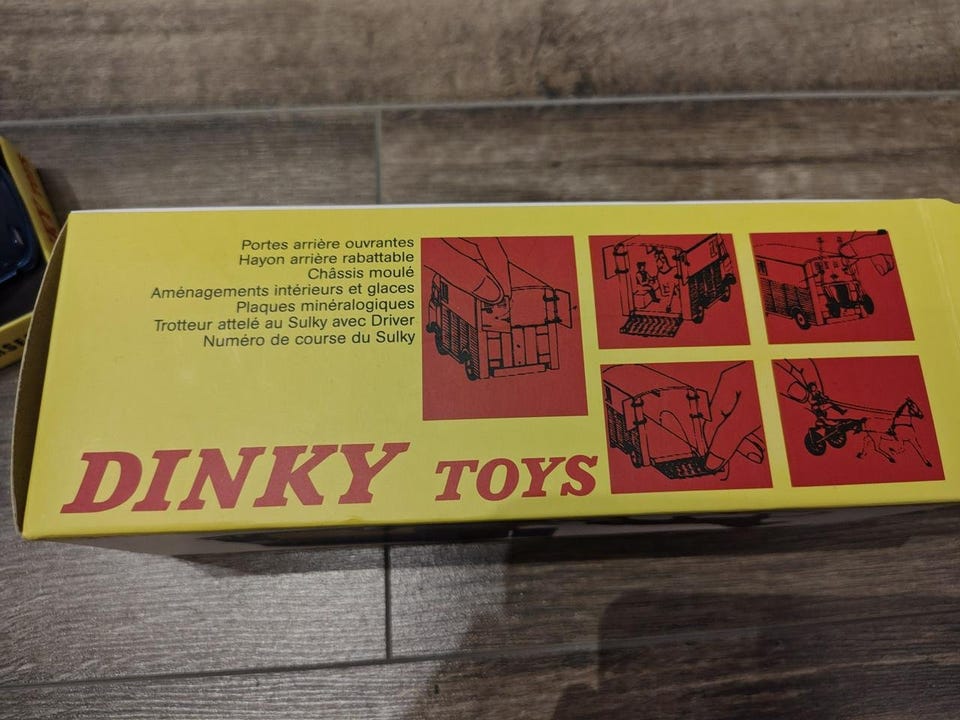 Portes arrière ouvrantes
Hayon arrière rabattable
Châssis moulé
Aménagements intérieurs et glaces
Plaques minéralogiques
Trotteur attelé au Sulky avec Driver
Numéro de course du Sulky
DINKY TOYS